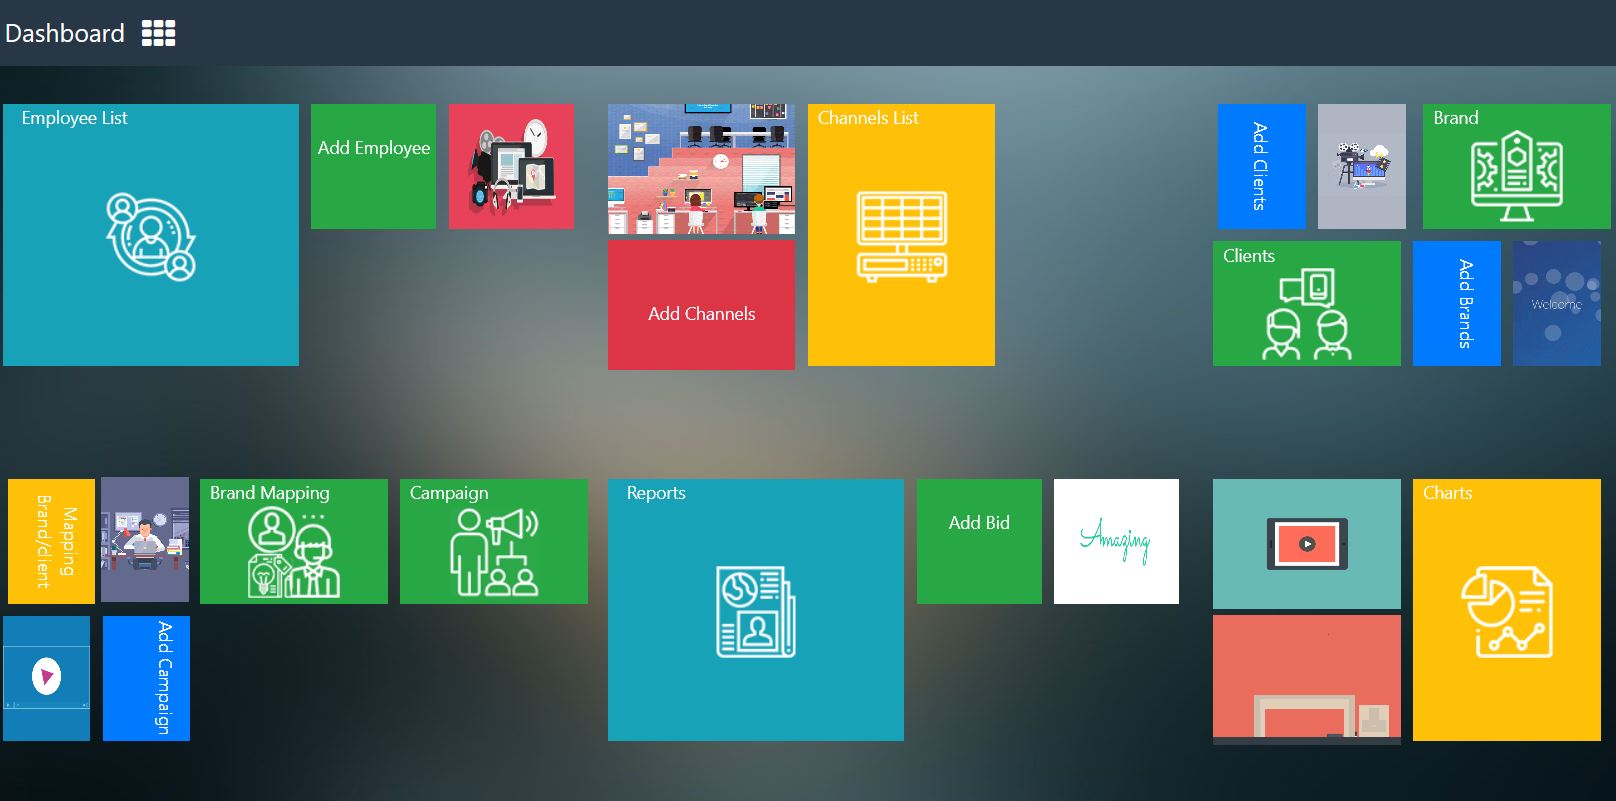 Dashboard
Employee List
Add Employee
Channels List
Add Channels
Add Clients
Brand
Clients
Add Brands
Welcome
Mapping
Brand/client
Brand Mapping
Campaign
Add Campaign
Reports
Add Bid
Amazing
Charts